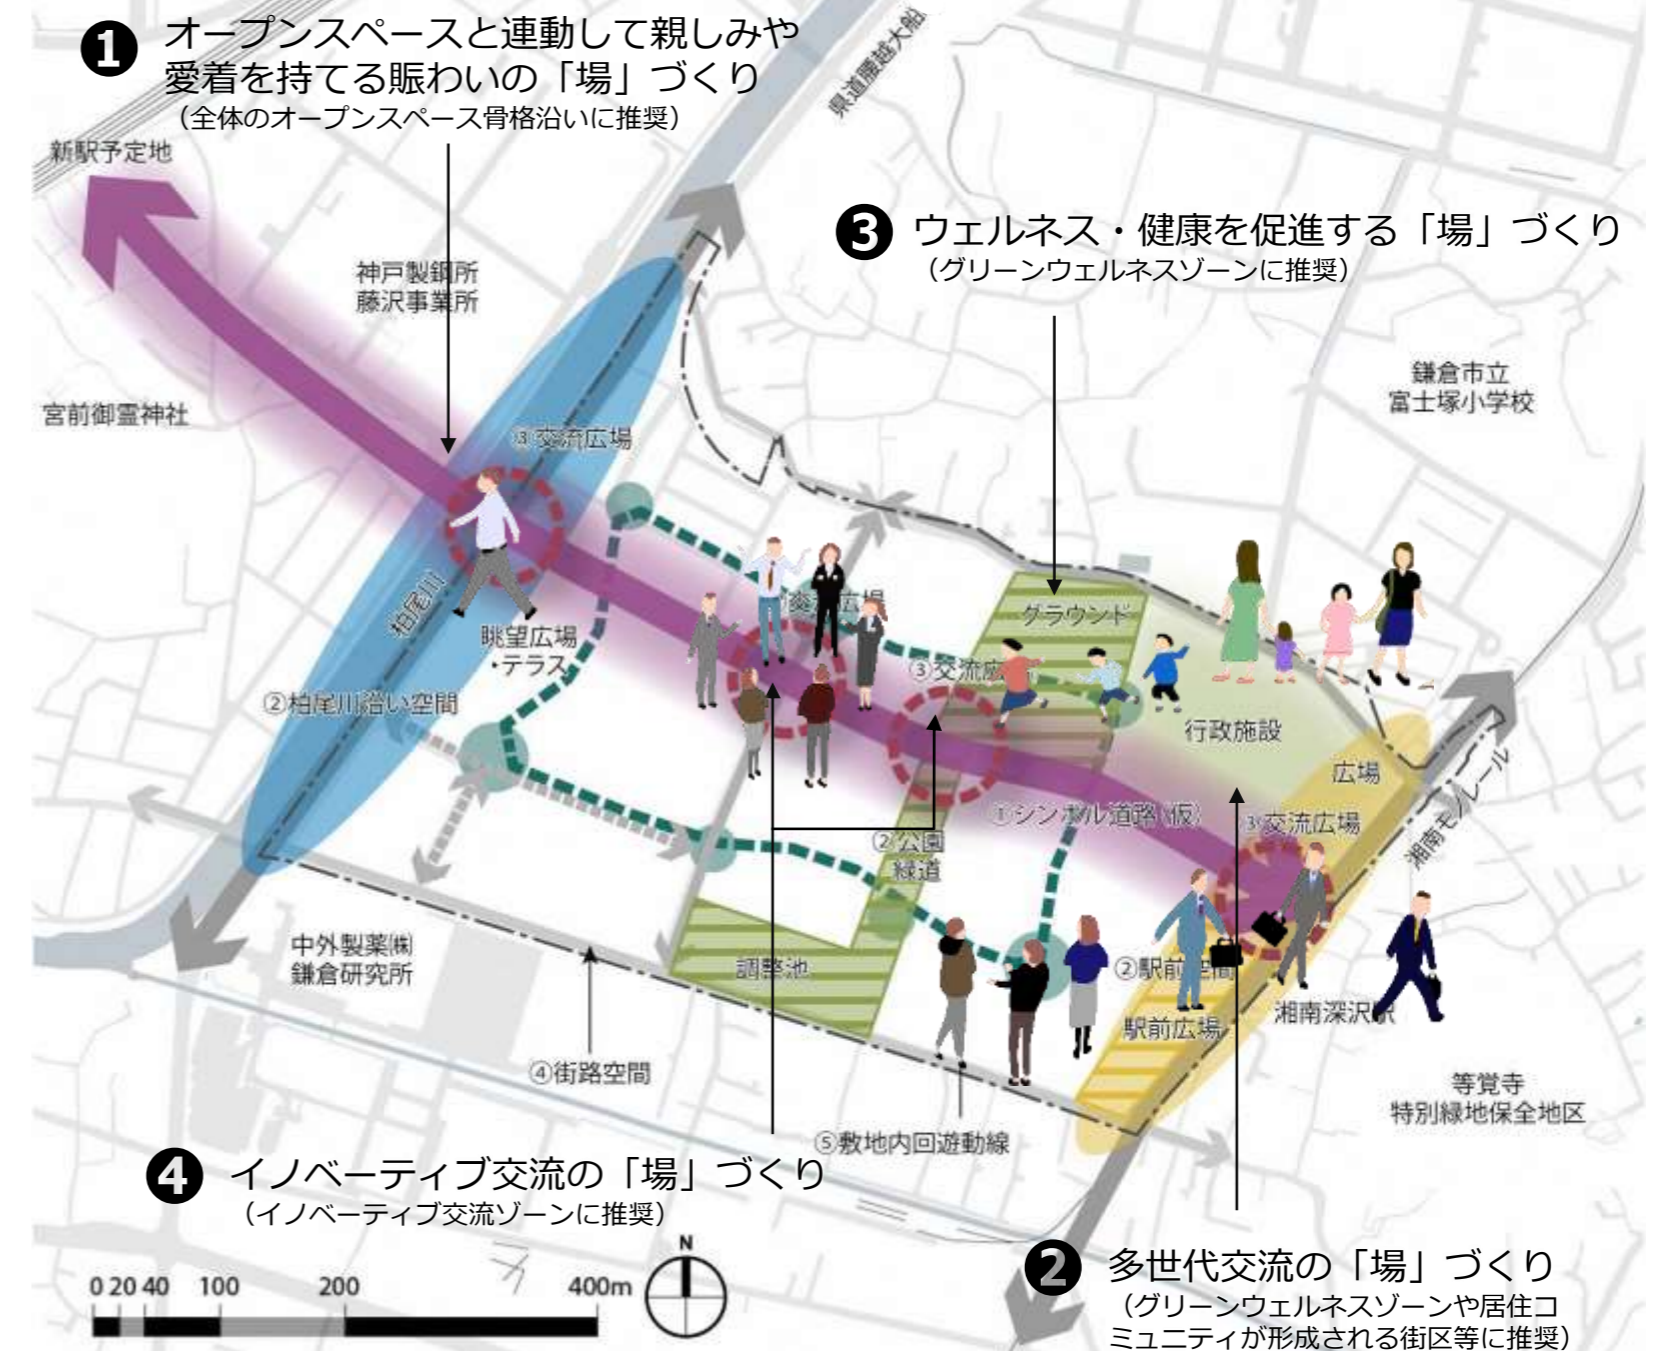 ❶ オープンスペースと連動して親しみや
愛着を持てる賑わいの「場」づくり
（全体のオープンスペース骨格沿いに推奨）
県道腰越大船
新駅予定地
❸ ウェルネス・健康を促進する「場」づくり
（グリーンウェルネスゾーンに推奨）
神戸製鋼所
藤沢事業所
鎌倉市立
富士塚小学校
宮前御霊神社
③交流広場
柏尾川
眺望広場
・テラス
グラウンド
③交流広
②柏尾川沿い空間
行政施設
広場
①シンボル道路（仮）
③交流広場
湘南モノレール
②公園
緑道
中外製薬㈱
鎌倉研究所
調整池
②駅前空間
湘南深沢駅
駅前広場
④街路空間
等覚寺
特別緑地保全地区
⑤敷地内回遊動線
❹ イノベーティブ交流の「場」づくり
（イノベーティブ交流ゾーンに推奨）
N
0 20 40 100 200 400m
❷ 多世代交流の「場」づくり
（グリーンウェルネスゾーンや居住コ
ミュニティが形成される街区等に推奨）